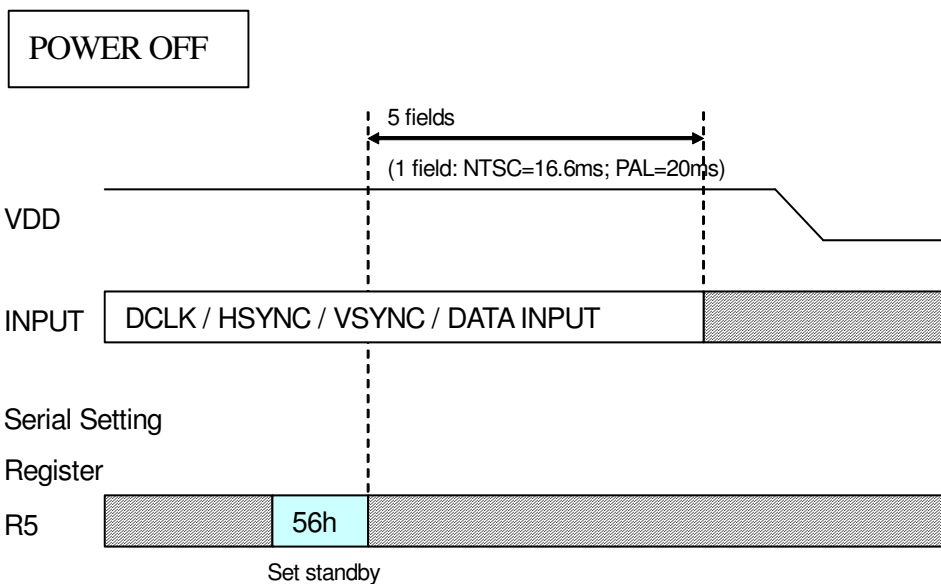 POWER OFF
5 fields
(1 field: NTSC=16.6ms; PAL=20ms)
VDD
INPUT
DCLK / HSYNC / VSYNC / DATA INPUT
Serial Setting
Register
R5
56h
Set standby